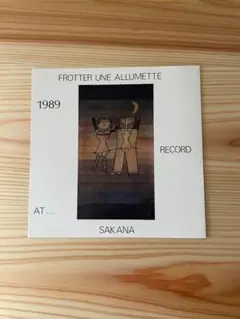 FROTTER UNE ALLUMETTE
1989
RECORD
AT...
SAKANA